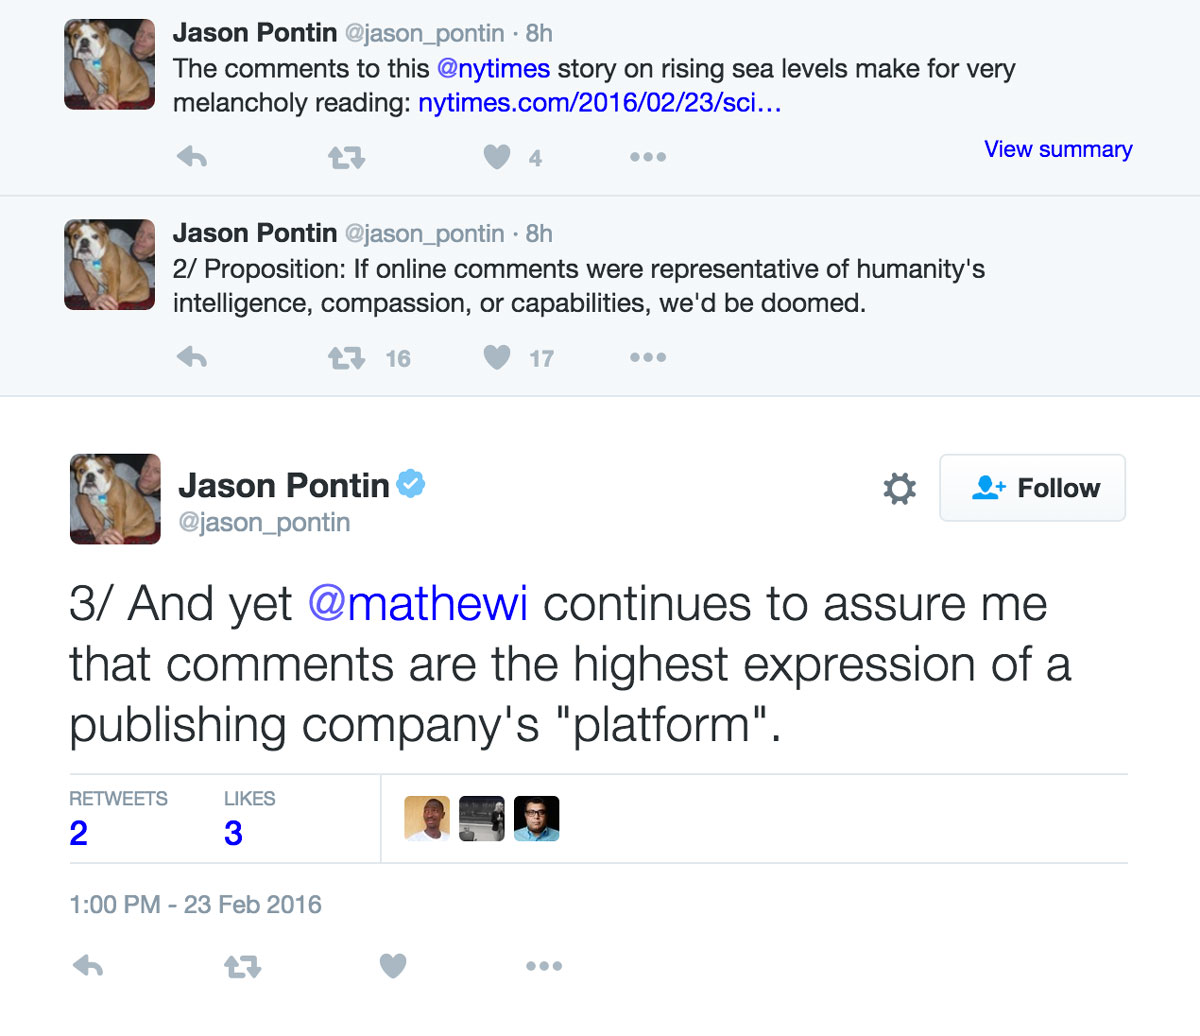 Jason Pontin @jason_pontin · 8h
The comments to this @nytimes story on rising sea levels make for very
melancholy reading: nytimes.com/2016/02/23/sci…
4
View summary
Jason Pontin @jason_pontin · 8h
2/ Proposition: If online comments were representative of humanity's
intelligence, compassion, or capabilities, we'd be doomed.
16 17
Jason Pontin
@jason_pontin
Follow
3/ And yet @mathewi continues to assure me
that comments are the highest expression of a
publishing company's "platform".
RETWEETS LIKES
2 3
1:00 PM - 23 Feb 2016